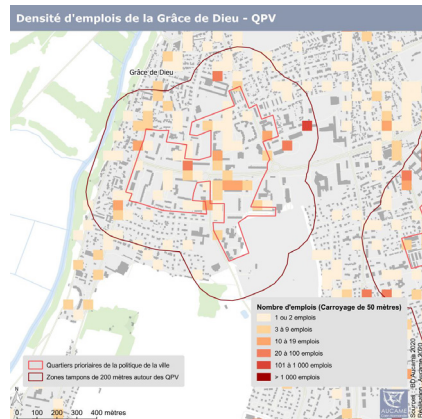 Densité d'emplois de la Grâce de Dieu - QPV
Grâce de Dieu
Nombre d'emplois (Carroyage de 50 mètres)
1 ou 2 emplois
3 à 9 emplois
10 à 19 emplois
20 à 100 emplois
101 à 1 000 emplois
> 1 000 emplois
Quartiers prioriaires de la politique de la ville
Zones tampons de 200 mètres autour des QPV
0 200 400 mètres
AUCAME